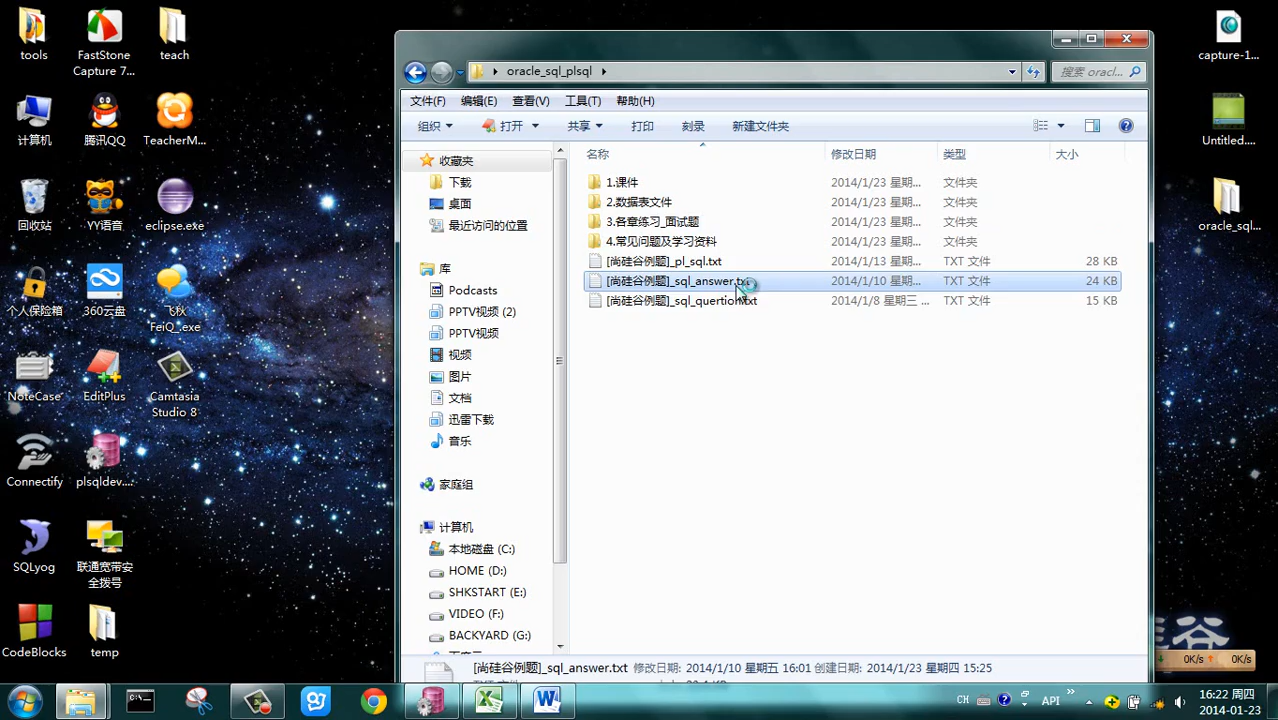 tools
FastStone
Capture 7...
teach
计算机
腾讯QQ
TeacherM...
回收站
YY语音
eclipse.exe
个人保险箱
360云盘
飞秋
FeiQ_.exe
NoteCase
EditPlus
Camtasia
Studio 8
Connectify
plsqldev....
SQLyog
联通宽带安
全拨号
CodeBlocks
temp
oracle_sql_plsql
搜索 oracl...
文件(F) 编辑(E) 查看(V) 工具(T) 帮助(H)
组织 打开 共享 打印 刻录 新建文件夹
收藏夹
下载
桌面
最近访问的位置
库
Podcasts
PPTV视频 (2)
PPTV视频
视频
图片
文档
迅雷下载
音乐
家庭组
计算机
本地磁盘 (C:)
HOME (D:)
SHKSTART (E:)
VIDEO (F:)
BACKYARD (G:)
名称 修改日期 类型 大小
1.课件 2014/1/23 星期... 文件夹
2.数据表文件 2014/1/23 星期... 文件夹
3.各章练习_面试题 2014/1/23 星期... 文件夹
4.常见问题及学习资料 2014/1/23 星期... 文件夹
[尚硅谷例题]_pl_sql.txt 2014/1/13 星期... TXT 文件 28 KB
[尚硅谷例题]_sql_answer.txt 2014/1/10 星期... TXT 文件 24 KB
[尚硅谷例题]_sql_quertion.txt 2014/1/8 星期三 ... TXT 文件 15 KB
[尚硅谷例题]_sql_answer.txt 修改日期: 2014/1/10 星期五 16:01 创建日期: 2014/1/23 星期四 15:25
capture-1...
Untitled....
oracle_sql...
硅谷
0K/s 0K/s
CH
API
16:22 周四
2014-01-23